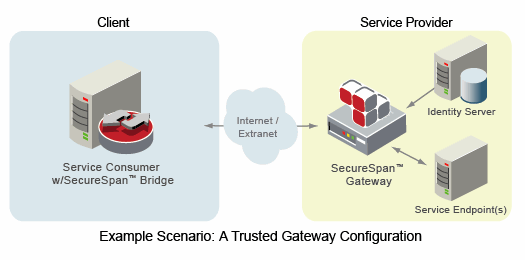 Client
Service Provider
Internet /
Extranet
Identity Server
Service Consumer
w/SecureSpan™ Bridge
SecureSpan™
Gateway
Service Endpoint(s)
Example Scenario: A Trusted Gateway Configuration